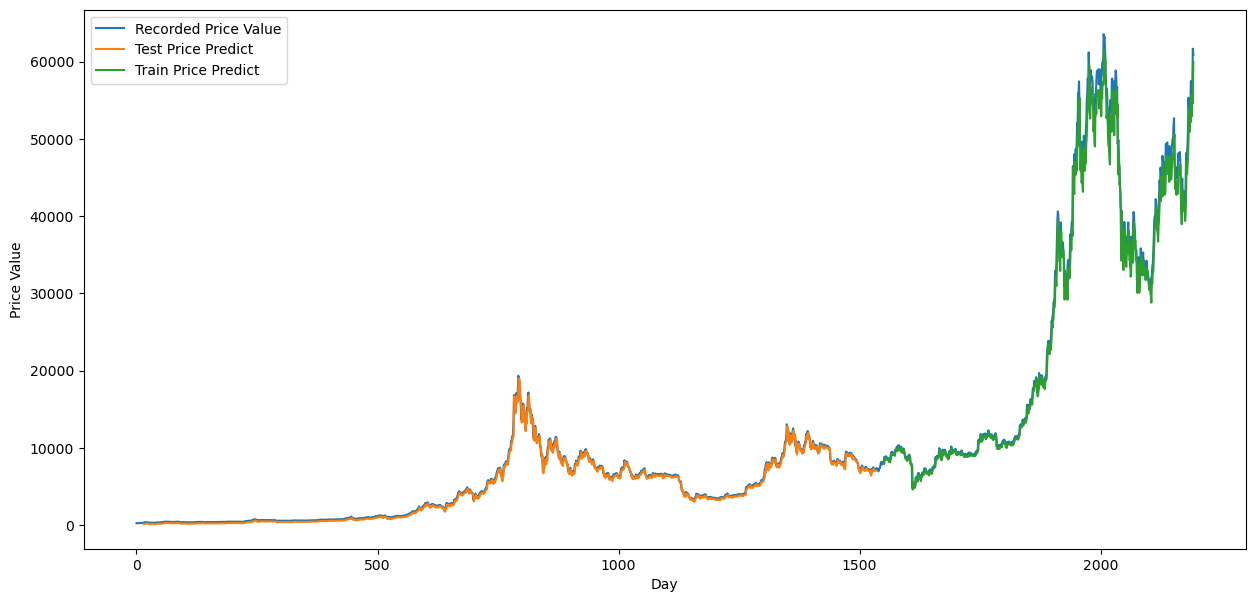 Recorded Price Value
Test Price Predict
Train Price Predict
60000
50000
40000
30000
20000
10000
0
Price Value
0 500 1000 1500 2000
Day